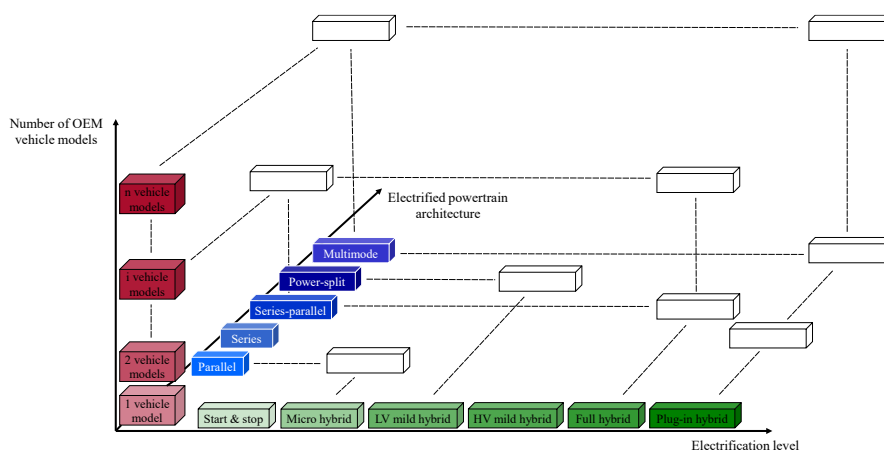 Number of OEM
vehicle models
n vehicle
models
Electrified powertrain
architecture
Multimode
i vehicle
models
Power-split
Series-parallel
Series
2 vehicle
models
Parallel
1 vehicle
model
Start & stop
Micro hybrid
LV mild hybrid
HV mild hybrid
Full hybrid
Plug-in hybrid
Electrification level